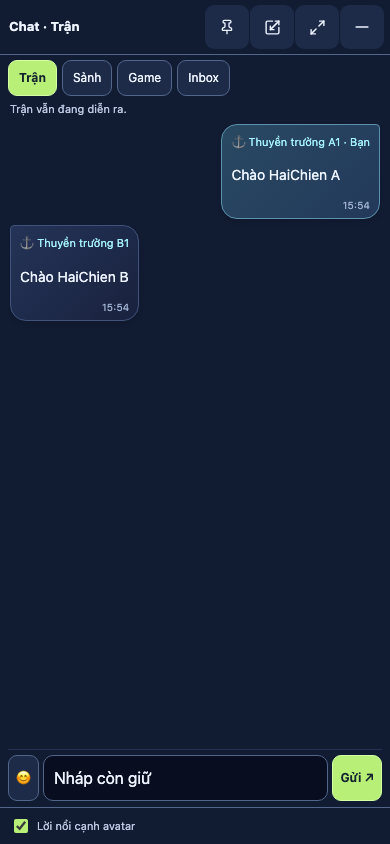 Chat · Trận
Trận Sảnh Game Inbox
Trận vẫn đang diễn ra.
⚓ Thuyền trưởng A1 · Bạn
Chào HaiChien A
15:54
⚓ Thuyền trưởng B1
Chào HaiChien B
15:54
😊 Nháp còn giữ Gửi ↗
Lời nổi cạnh avatar